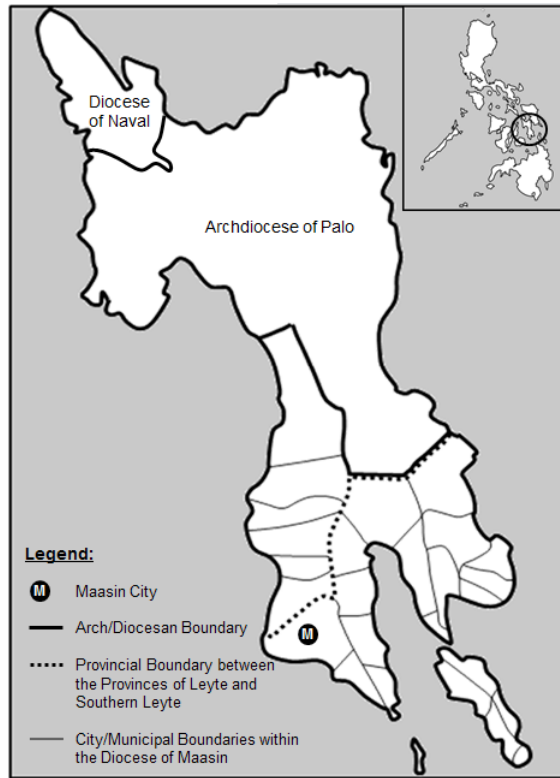 Diocese
of Naval
Archdiocese of Palo
M
Legend:
M Maasin City
Arch/Diocesan Boundary
Provincial Boundary between
the Provinces of Leyte and
Southern Leyte
City/Municipal Boundaries within
the Diocese of Maasin